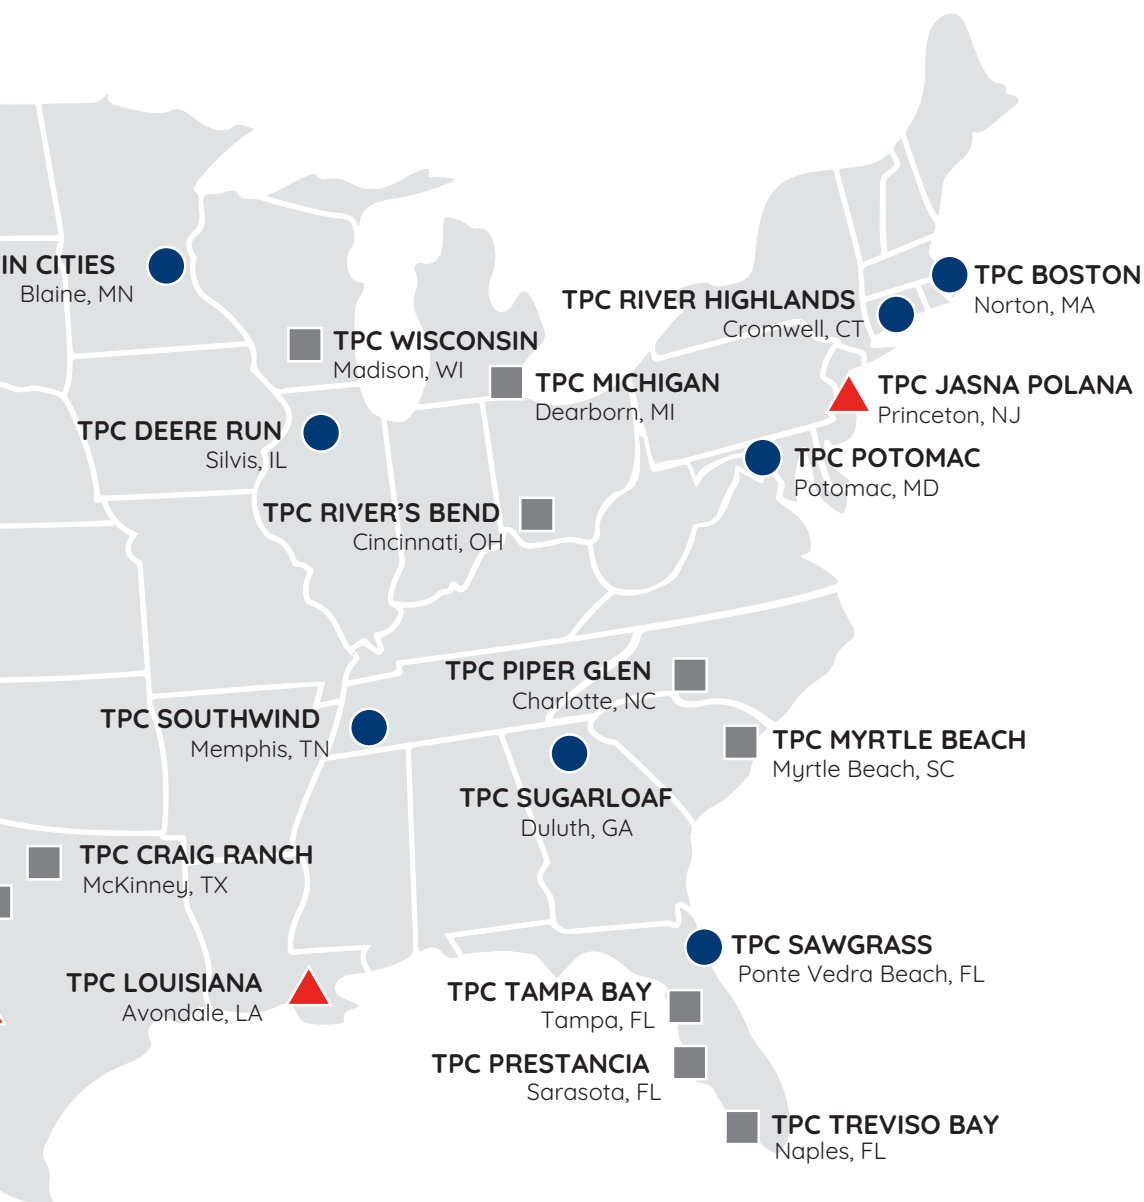 IN CITIES
Blaine, MN
TPC BOSTON
Norton, MA
TPC RIVER HIGHLANDS
Cromwell, CT
TPC WISCONSIN
Madison, WI
TPC MICHIGAN
Dearborn, MI
TPC JASNA POLANA
Princeton, NJ
TPC DEERE RUN
Silvis, IL
TPC POTOMAC
Potomac, MD
TPC RIVER’S BEND
Cincinnati, OH
TPC PIPER GLEN
Charlotte, NC
TPC SOUTHWIND
Memphis, TN
TPC MYRTLE BEACH
Myrtle Beach, SC
TPC SUGARLOAF
Duluth, GA
TPC CRAIG RANCH
McKinney, TX
TPC SAWGRASS
Ponte Vedra Beach, FL
TPC LOUISIANA
Avondale, LA
TPC TAMPA BAY
Tampa, FL
TPC PRESTANCIA
Sarasota, FL
TPC TREVISO BAY
Naples, FL